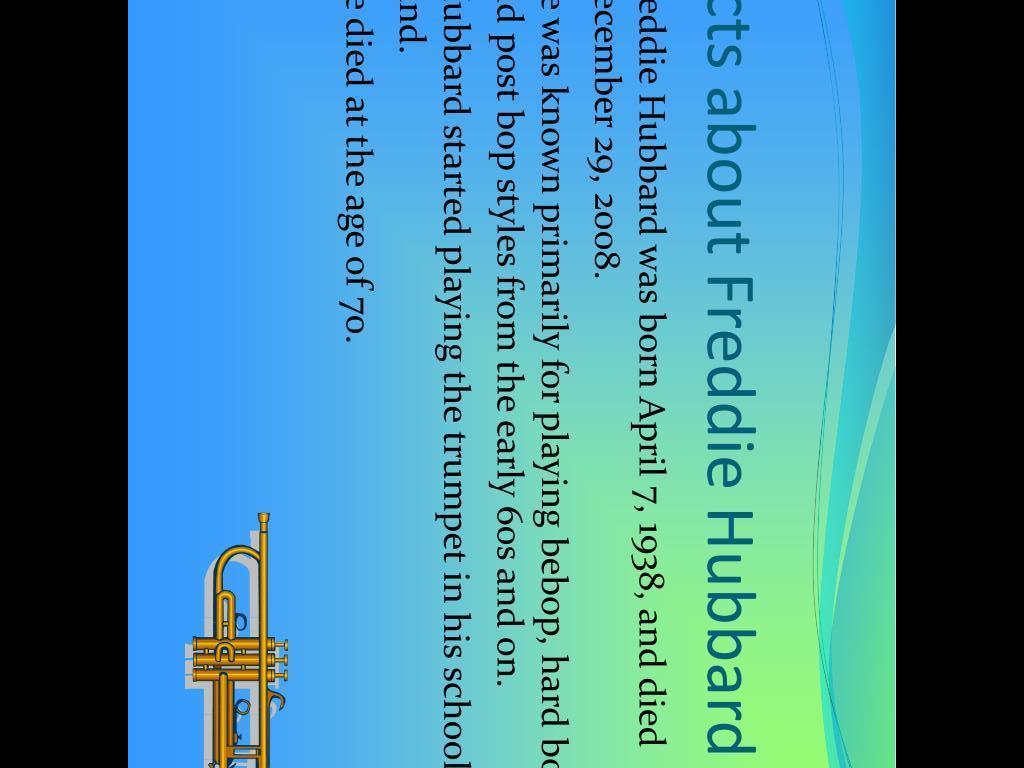 cts about Freddie Hubbard
eddie Hubbard was born April 7, 1938, and died
ecember 29, 2008.
e was known primarily for playing bebop, hard bo
d post bop styles from the early 60s and on.
ubbard started playing the trumpet in his school
and.
e died at the age of 70.